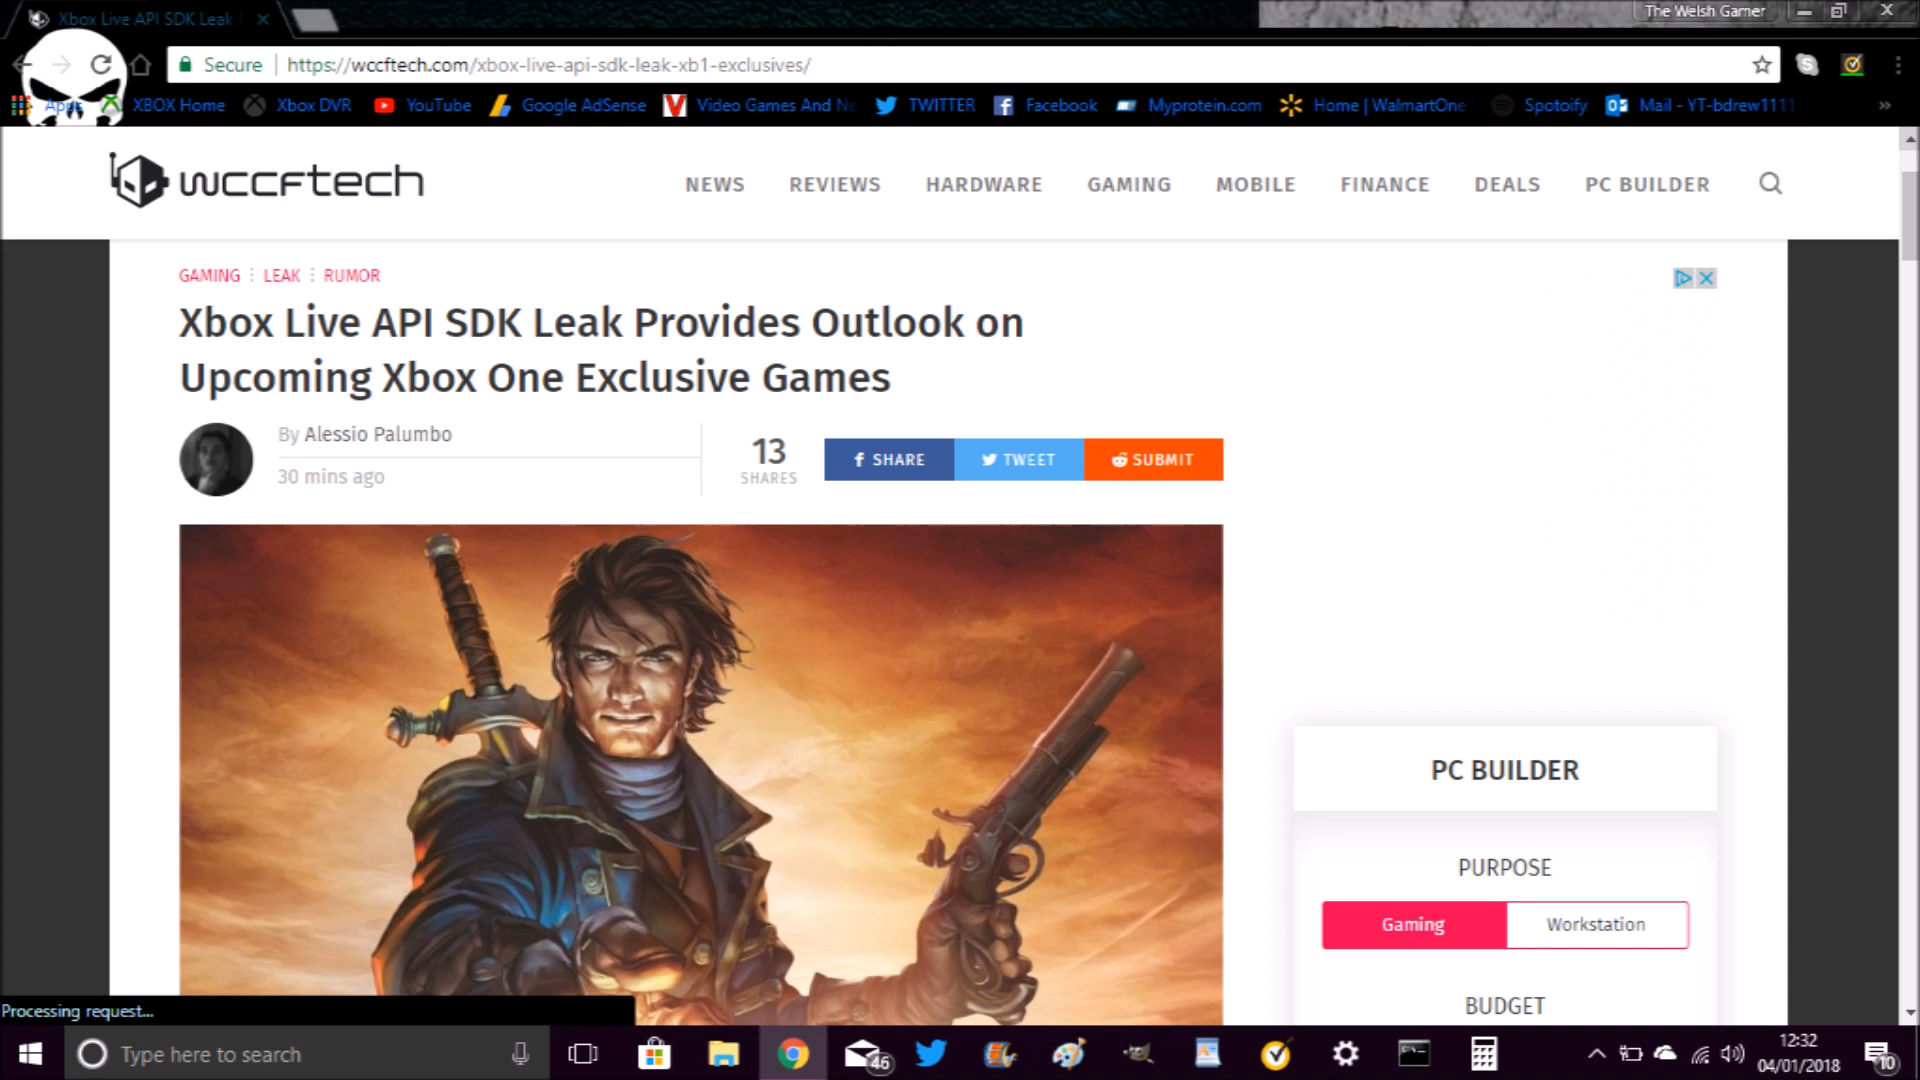 Xbox Live API SDK Leak
The Welsh Gamer
Secure
https://wccftech.com/xbox-live-api-sdk-leak-xb1-exclusives/
Apps XBOX Home Xbox DVR YouTube Google AdSense Video Games And Ne TWITTER Facebook Myprotein.com Home | WalmartOne Spotoify Mail - YT-bdrew1111
wccftech
NEWS REVIEWS HARDWARE GAMING MOBILE FINANCE DEALS PC BUILDER
GAMING LEAK RUMOR
Xbox Live API SDK Leak Provides Outlook on
Upcoming Xbox One Exclusive Games
By Alessio Palumbo
30 mins ago
13
SHARES
SHARE TWEET SUBMIT
PC BUILDER
PURPOSE
Gaming Workstation
BUDGET
Processing request...
Type here to search
46
12:32
04/01/2018
10